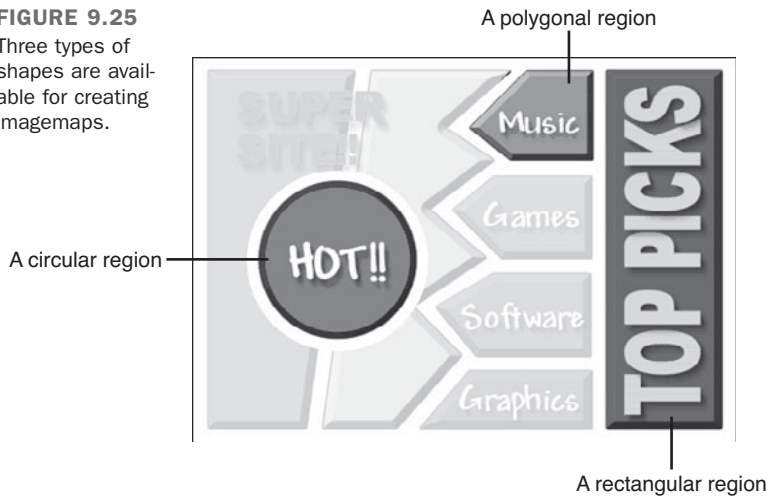 FIGURE 9.25
Three types of
shapes are avail-
able for creating
imagemaps.
A polygonal region
SUPER
SITE!!
Music
Games
HOT!!
Software
Graphics
TOP PICKS
A circular region
A rectangular region